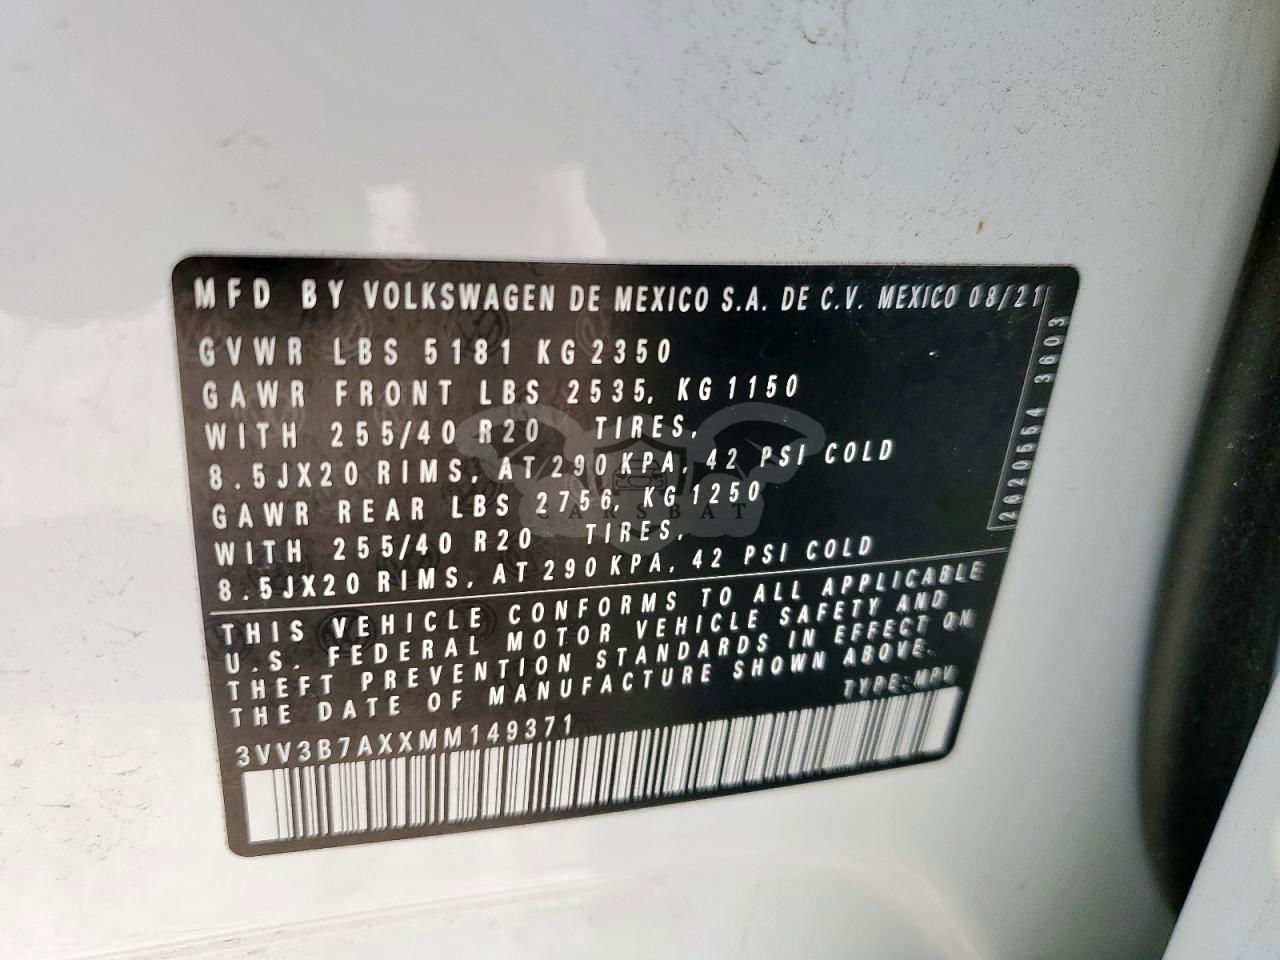 MFD BY VOLKSWAGEN DE MEXICO S.A. DE C.V. MEXICO 08/21
GVWR LBS 5181 KG 2350
GAWR FRONT LBS 2535, KG 1150
WITH 255/40 R20 TIRES,
8.5JX20 RIMS, AT 290 KPA, 42 PSI COLD
GAWR REAR LBS 2756, KG 1250
WITH 255/40 R20 TIRES,
8.5JX20 RIMS, AT 290 KPA, 42 PSI COLD
2620554 3603
THIS VEHICLE CONFORMS TO ALL APPLICABLE
U.S. FEDERAL MOTOR VEHICLE SAFETY AND
THEFT PREVENTION STANDARDS IN EFFECT ON
THE DATE OF MANUFACTURE SHOWN ABOVE.
TYPE:MPV
3VV3B7AXXMM149371
CARSBAT